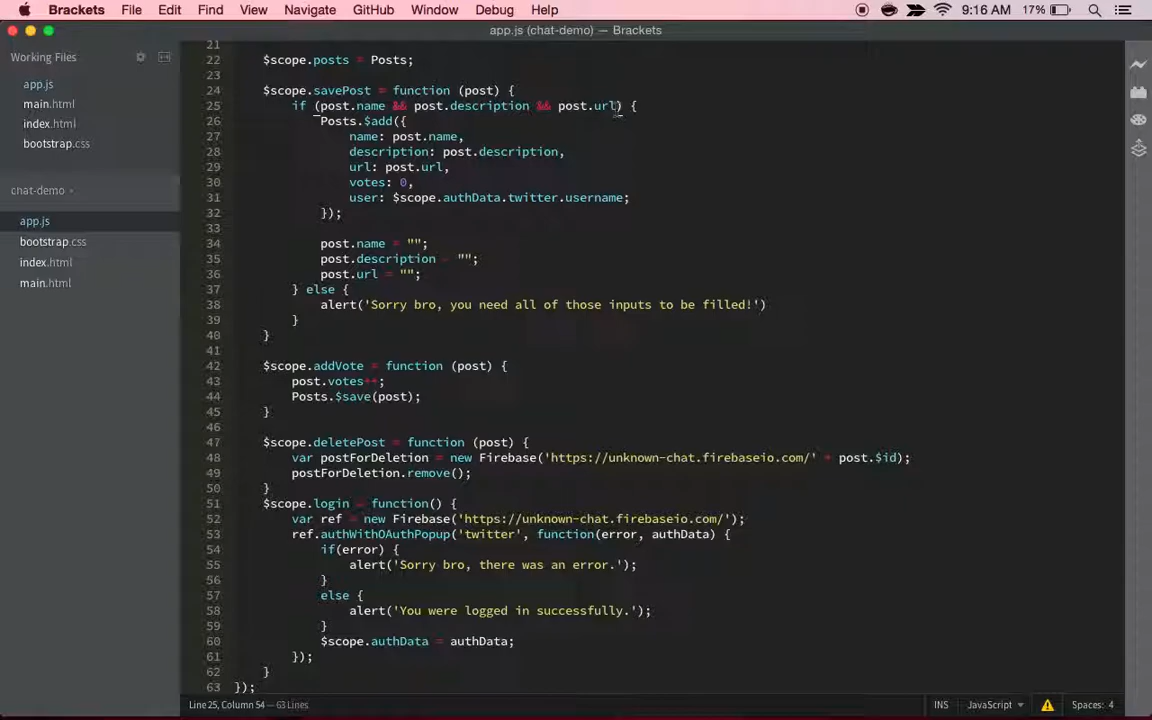 Brackets File Edit Find View Navigate GitHub Window Debug Help 9:16 AM 17%
app.js (chat-demo) — Brackets
Working Files
app.js
main.html
index.html
bootstrap.css
chat-demo
app.js
bootstrap.css
index.html
main.html
21
22 $scope.posts = Posts;
23
24 $scope.savePost = function (post) {
25 if (post.name && post.description && post.url) {
26 Posts.$add({
27 name: post.name,
28 description: post.description,
29 url: post.url,
30 votes: 0,
31 user: $scope.authData.twitter.username;
32 });
33
34 post.name = "";
35 post.description = "";
36 post.url = "";
37 } else {
38 alert('Sorry bro, you need all of those inputs to be filled!')
39 }
40 }
41
42 $scope.addVote = function (post) {
43 post.votes++;
44 Posts.$save(post);
45 }
46
47 $scope.deletePost = function (post) {
48 var postForDeletion = new Firebase('https://unknown-chat.firebaseio.com/' + post.$id);
49 postForDeletion.remove();
50 }
51 $scope.login = function() {
52 var ref = new Firebase('https://unknown-chat.firebaseio.com/');
53 ref.authWithOAuthPopup('twitter', function(error, authData) {
54 if(error) {
55 alert('Sorry bro, there was an error.');
56 }
57 else {
58 alert('You were logged in successfully.');
59 }
60 $scope.authData = authData;
61 });
62 }
63 });
Line 25, Column 54 — 63 Lines INS JavaScript Spaces: 4